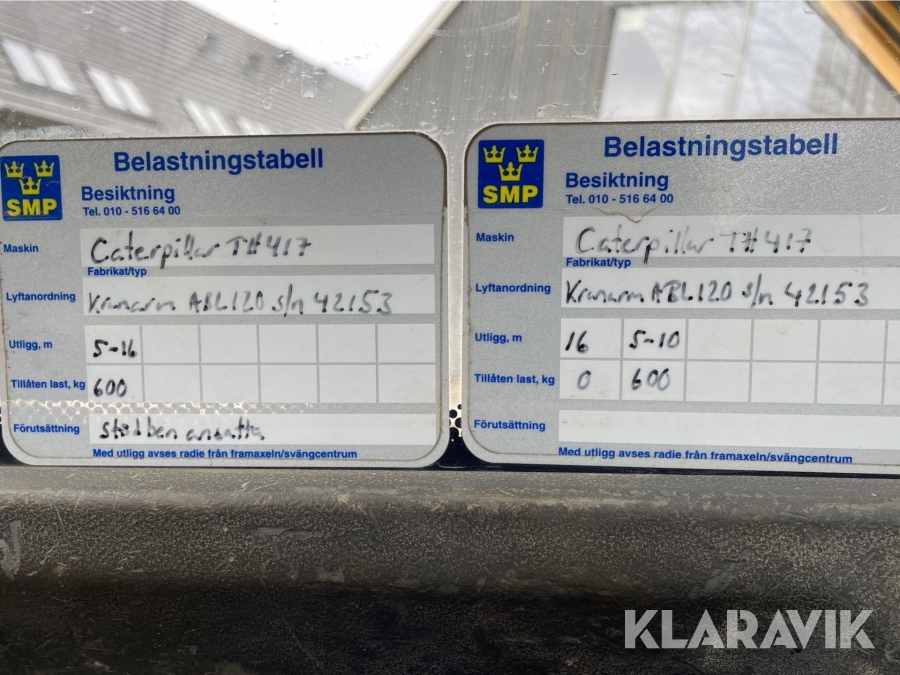 Belastningstabell
SMP
Besiktning
Tel. 010 - 516 64 00
Maskin Caterpillar TH417
Fabrikat/typ
Lyftanordning Kranarm ABL120 s/n 42153
Utligg, m 5-16
Tillåten last, kg 600
Förutsättning stödben ansatta
Med utligg avses radie från framaxeln/svängcentrum
Belastningstabell
SMP
Besiktning
Tel. 010 - 516 64 00
Maskin Caterpillar TH417
Fabrikat/typ
Lyftanordning Kranarm ABL120 s/n 42153
Utligg, m 16 5-10
Tillåten last, kg 0 600
Förutsättning
Med utligg avses radie från framaxeln/svängcentrum
KLARAVIK